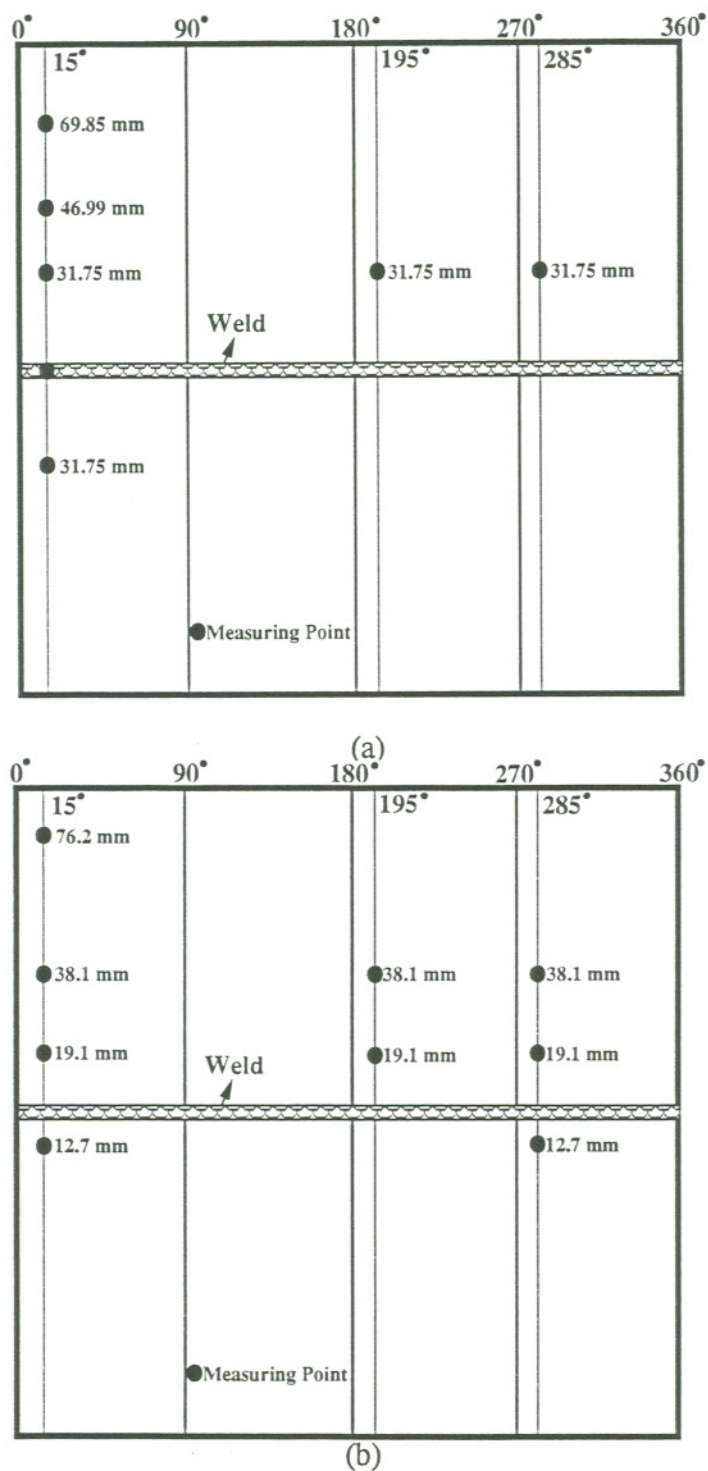 0° 90° 180° 270° 360°
15° 195° 285°
69.85 mm
46.99 mm
31.75 mm 31.75 mm 31.75 mm
Weld
31.75 mm
Measuring Point
(a)
0° 90° 180° 270° 360°
15° 195° 285°
76.2 mm
38.1 mm 38.1 mm 38.1 mm
19.1 mm 19.1 mm 19.1 mm
Weld
12.7 mm 12.7 mm
Measuring Point
(b)